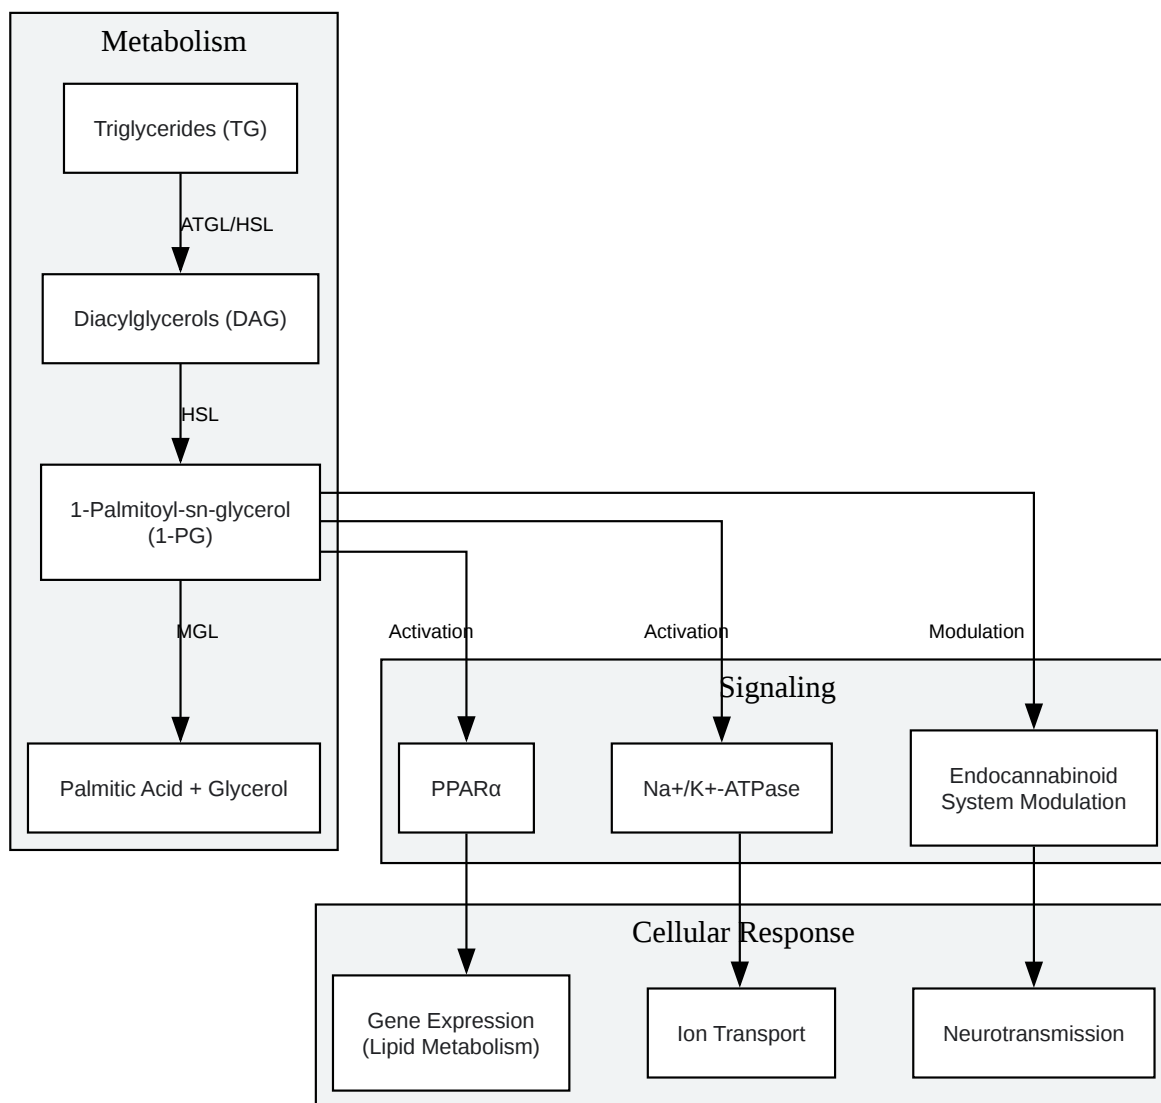 Metabolism
Triglycerides (TG)
ATGL/HSL
Diacylglycerols (DAG)
HSL
1-Palmitoyl-sn-glycerol
(1-PG)
MGL
Activation
Activation
Modulation
Palmitic Acid + Glycerol
Signaling
PPARα
Na+/K+-ATPase
Endocannabinoid
System Modulation
Cellular Response
Gene Expression
(Lipid Metabolism)
Ion Transport
Neurotransmission